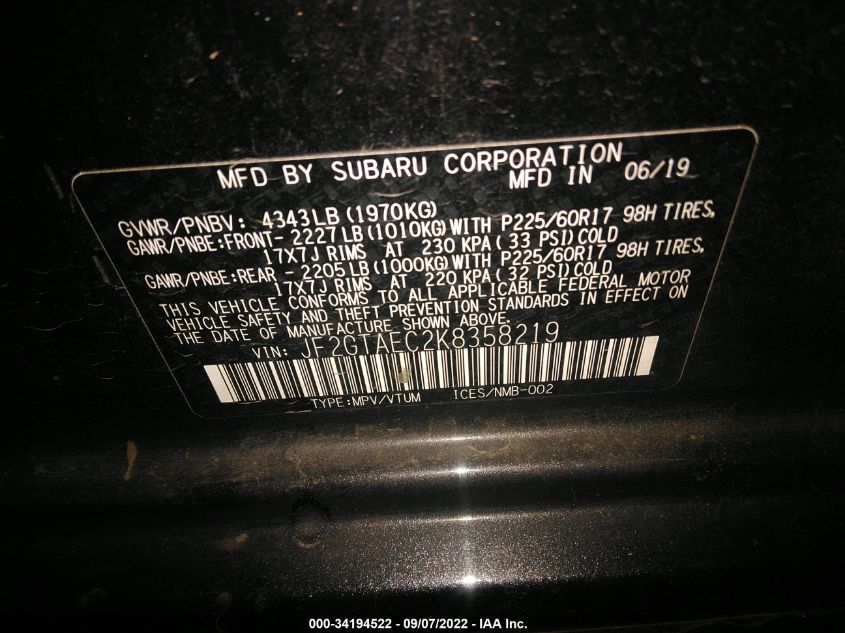 MFD BY SUBARU CORPORATION
MFD IN 06/19
GVWR/PNBV: 4343LB (1970KG)
GAWR/PNBE:FRONT- 2227LB (1010KG) WITH P225/60R17 98H TIRES,
17X7J RIMS AT 230 KPA (33 PSI) COLD
GAWR/PNBE:REAR - 2205LB (1000KG) WITH P225/60R17 98H TIRES,
17X7J RIMS AT 220 KPA (32 PSI) COLD
THIS VEHICLE CONFORMS TO ALL APPLICABLE FEDERAL MOTOR
VEHICLE SAFETY AND THEFT PREVENTION STANDARDS IN EFFECT ON
THE DATE OF MANUFACTURE SHOWN ABOVE.
VIN: JF2GTAEC2K8358219
TYPE:MPV/VTUM ICES/NMB-002
000-34194522 - 09/07/2022 - IAA Inc.